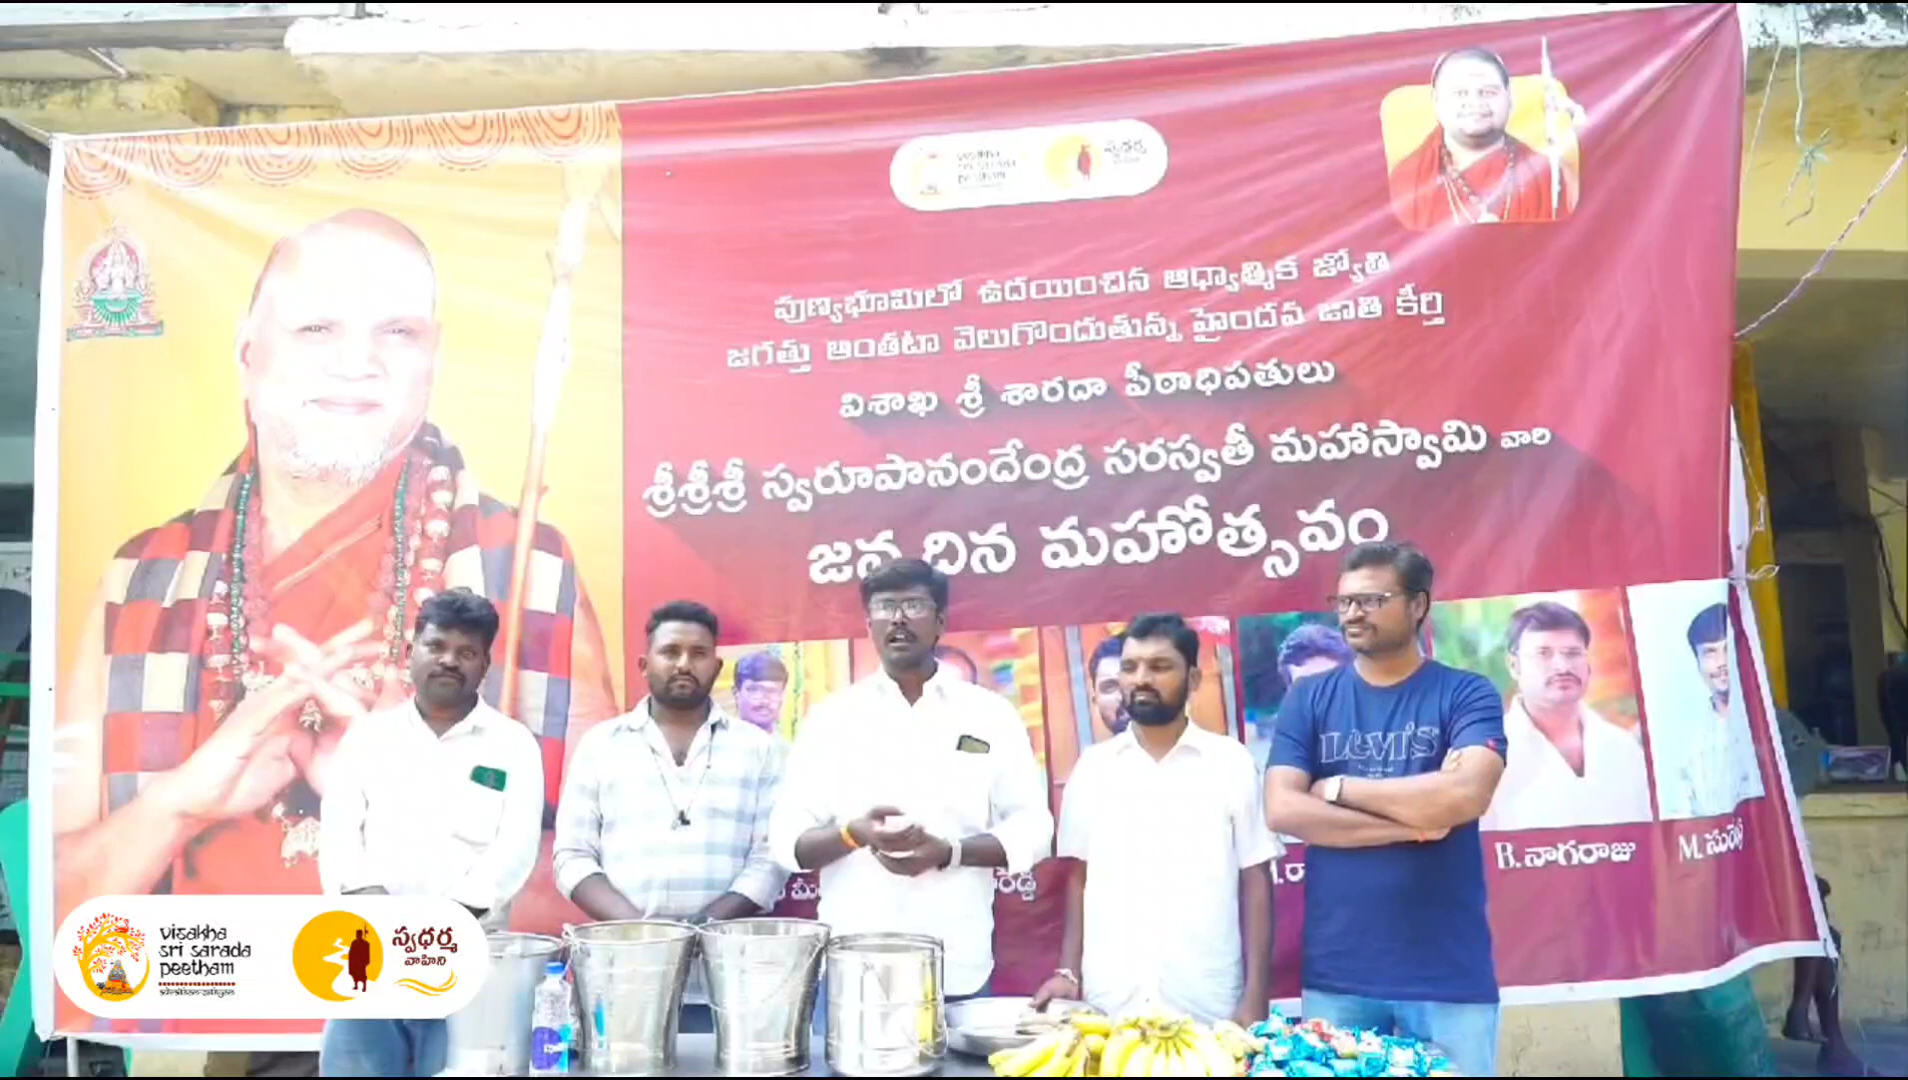 పుణ్యభూమిలో ఉదయించిన ఆధ్యాత్మిక జ్యోతి
జగత్తు అంతటా వెలుగొందుతున్న హైందవ జాతి కీర్తి
విశాఖ శ్రీ శారదా పీఠాధిపతులు
శ్రీశ్రీశ్రీ స్వరూపానందేంద్ర సరస్వతీ మహాస్వామి వారి
దిన మహోత్సవం
LEVI'S
B.నాగరాజు
visakha
sri sarada
peetham
స్వధర్మ
వాహిని